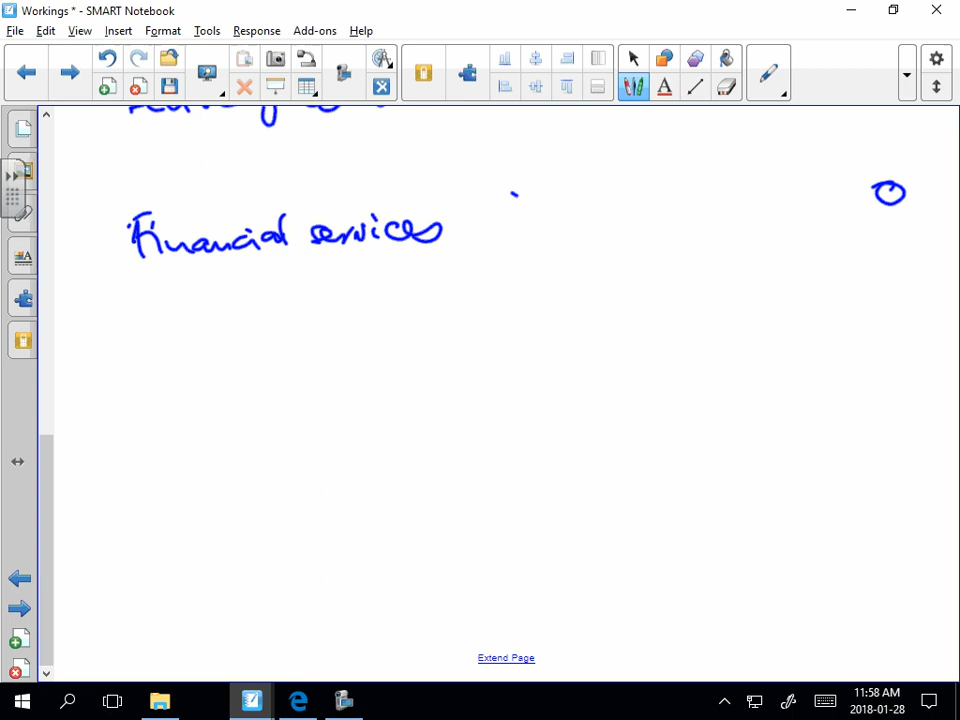 Workings * - SMART Notebook
File Edit View Insert Format Tools Response Add-ons Help
Financial services
Extend Page
11:58 AM
2018-01-28